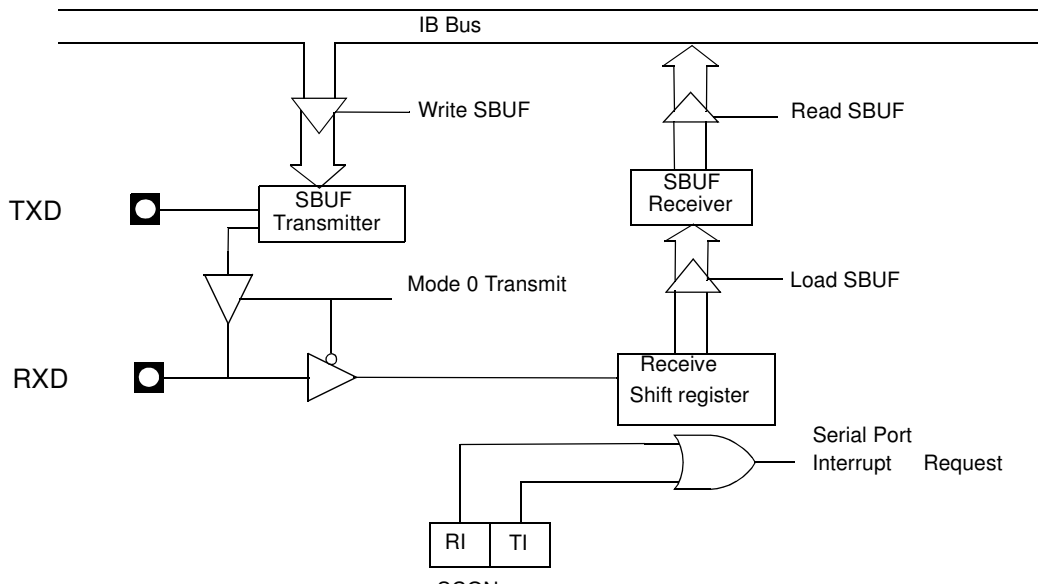 IB Bus
Write SBUF
Read SBUF
TXD
SBUF
Transmitter
SBUF
Receiver
Mode 0 Transmit
Load SBUF
RXD
Receive
Shift register
Serial Port
Interrupt Request
RI
TI